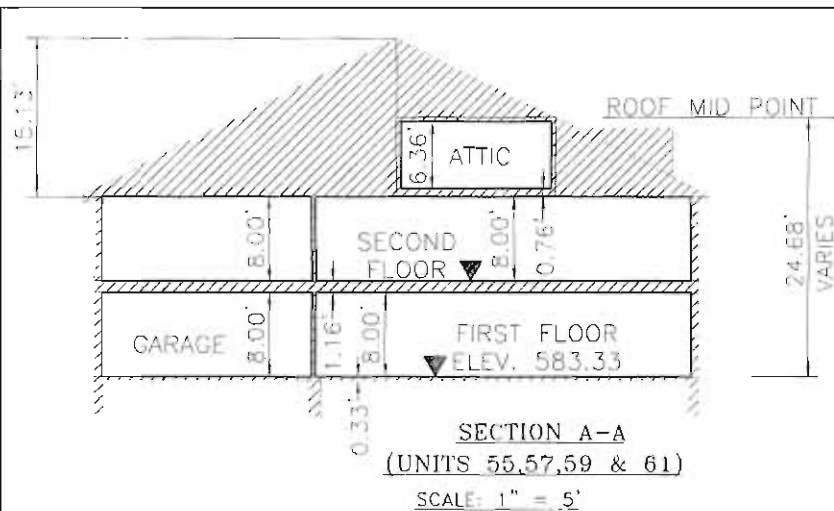 ROOF MID POINT
15.13'
6.36'
ATTIC
8.00'
SECOND
FLOOR
8.00'
0.76'
24.68'
VARIES
GARAGE
8.00'
1.16'
8.00'
FIRST FLOOR
ELEV. 583.33
0.33'
SECTION A-A
(UNITS 55,57,59 & 61)
SCALE: 1" = 5'